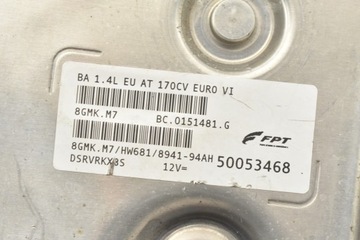 BA 1.4L EU AT 170CV EURO VI
8GMK.M7 BC.0151481.G
FPT
8GMK.M7/HW681/8941-94AH 50053468
DSRVRKX3S 12V=